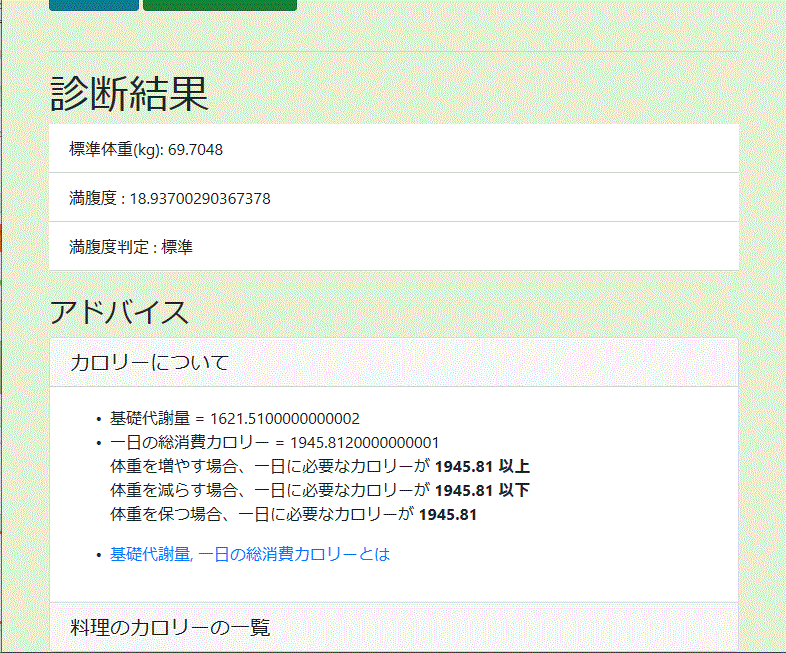 診断結果
標準体重(kg): 69.7048
満腹度 : 18.93700290367378
満腹度判定 : 標準
アドバイス
カロリーについて
• 基礎代謝量 = 1621.5100000000002
• 一日の総消費カロリー = 1945.8120000000001
体重を増やす場合、一日に必要なカロリーが 1945.81 以上
体重を減らす場合、一日に必要なカロリーが 1945.81 以下
体重を保つ場合、一日に必要なカロリーが 1945.81
• 基礎代謝量, 一日の総消費カロリーとは
料理のカロリーの一覧